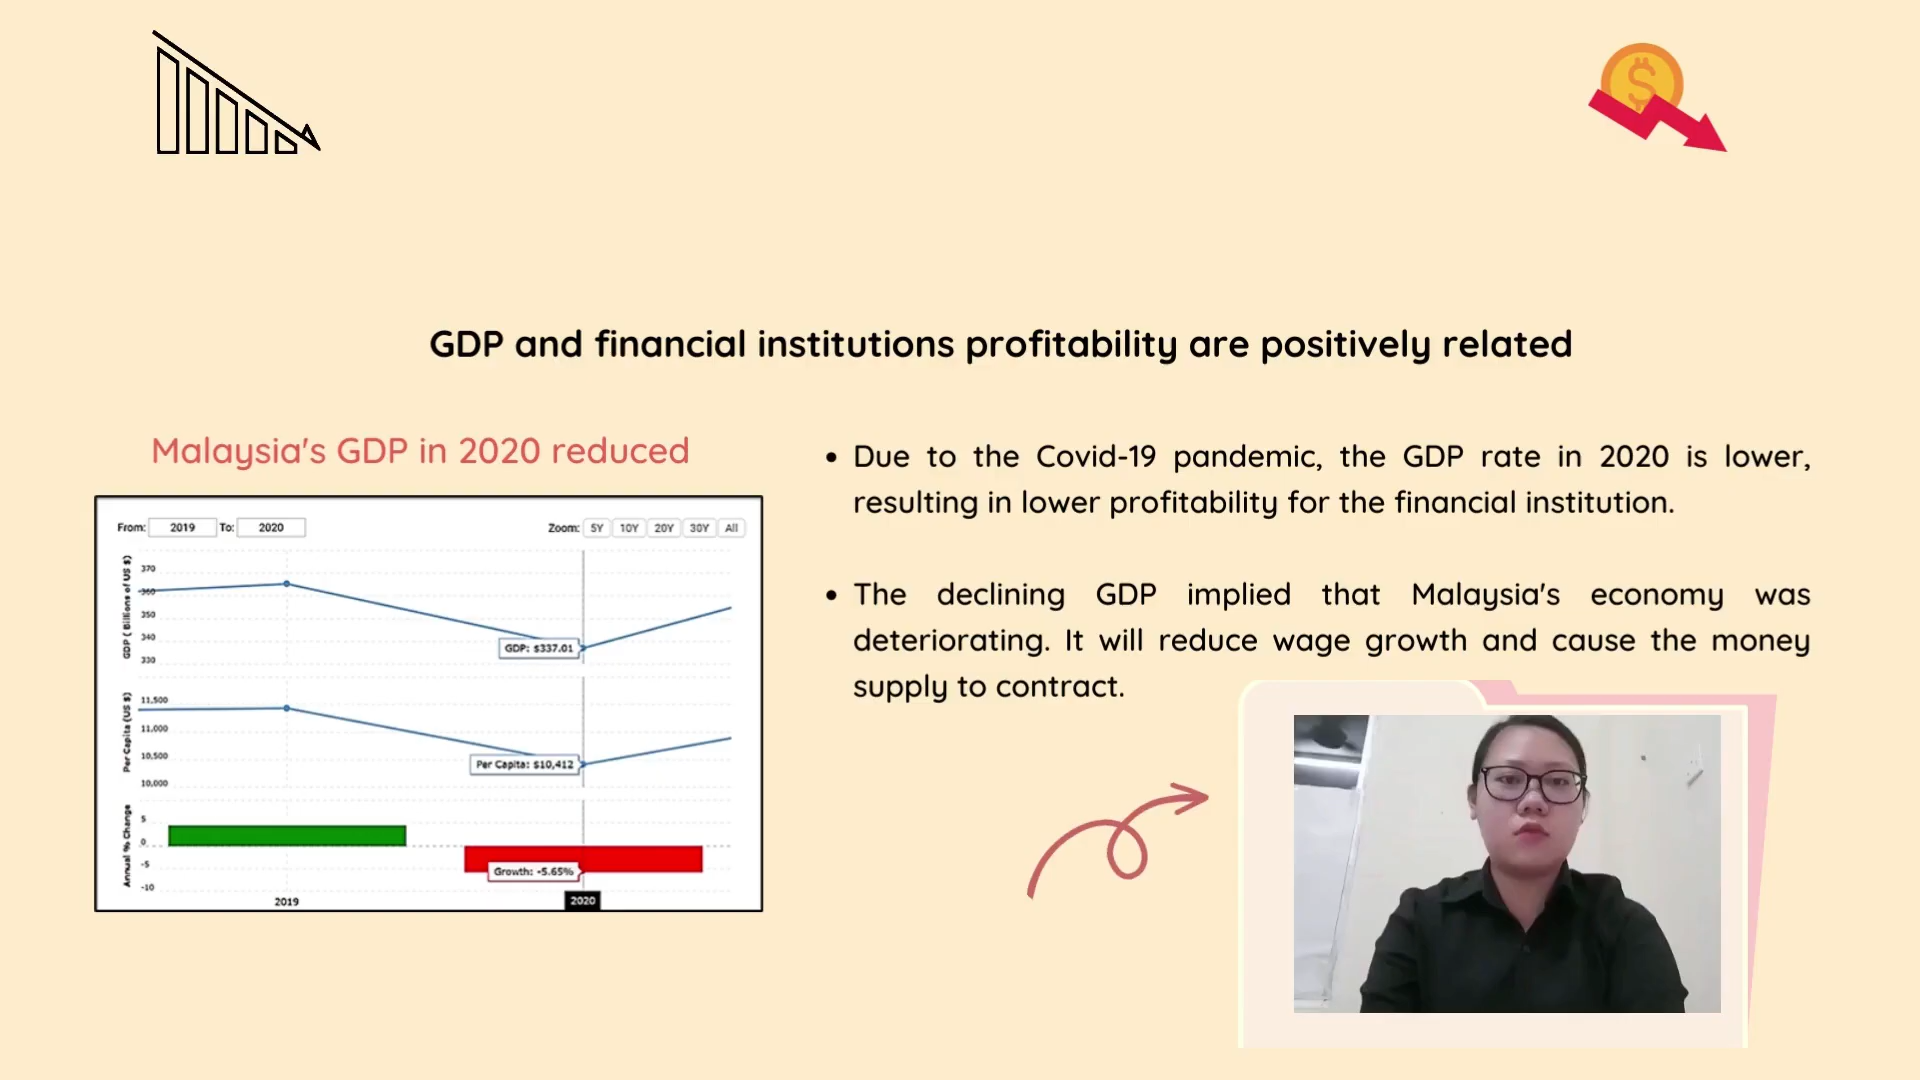 GDP and financial institutions profitability are positively related
Malaysia's GDP in 2020 reduced
From: 2019 To: 2020 Zoom: 5Y 10Y 20Y 30Y All
GDP ( Billions of US $)
370
360
350
340
330
GDP: $337.01
Per Capita (US $)
11,500
11,000
10,500
10,000
Per Capita: $10,412
Annual % Change
5
0
-5
-10
Growth: -5.65%
2019 2020
• Due to the Covid-19 pandemic, the GDP rate in 2020 is lower,
resulting in lower profitability for the financial institution.
• The declining GDP implied that Malaysia's economy was
deteriorating. It will reduce wage growth and cause the money
supply to contract.